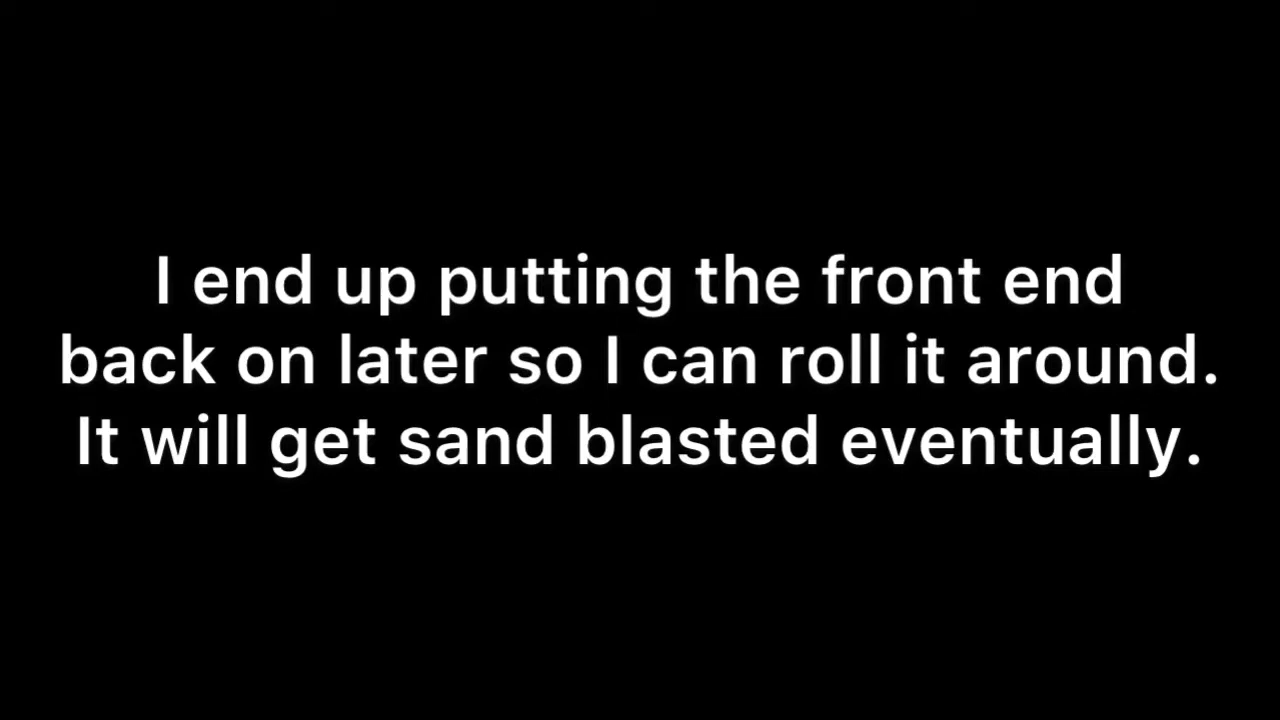 I end up putting the front end
back on later so I can roll it around.
It will get sand blasted eventually.